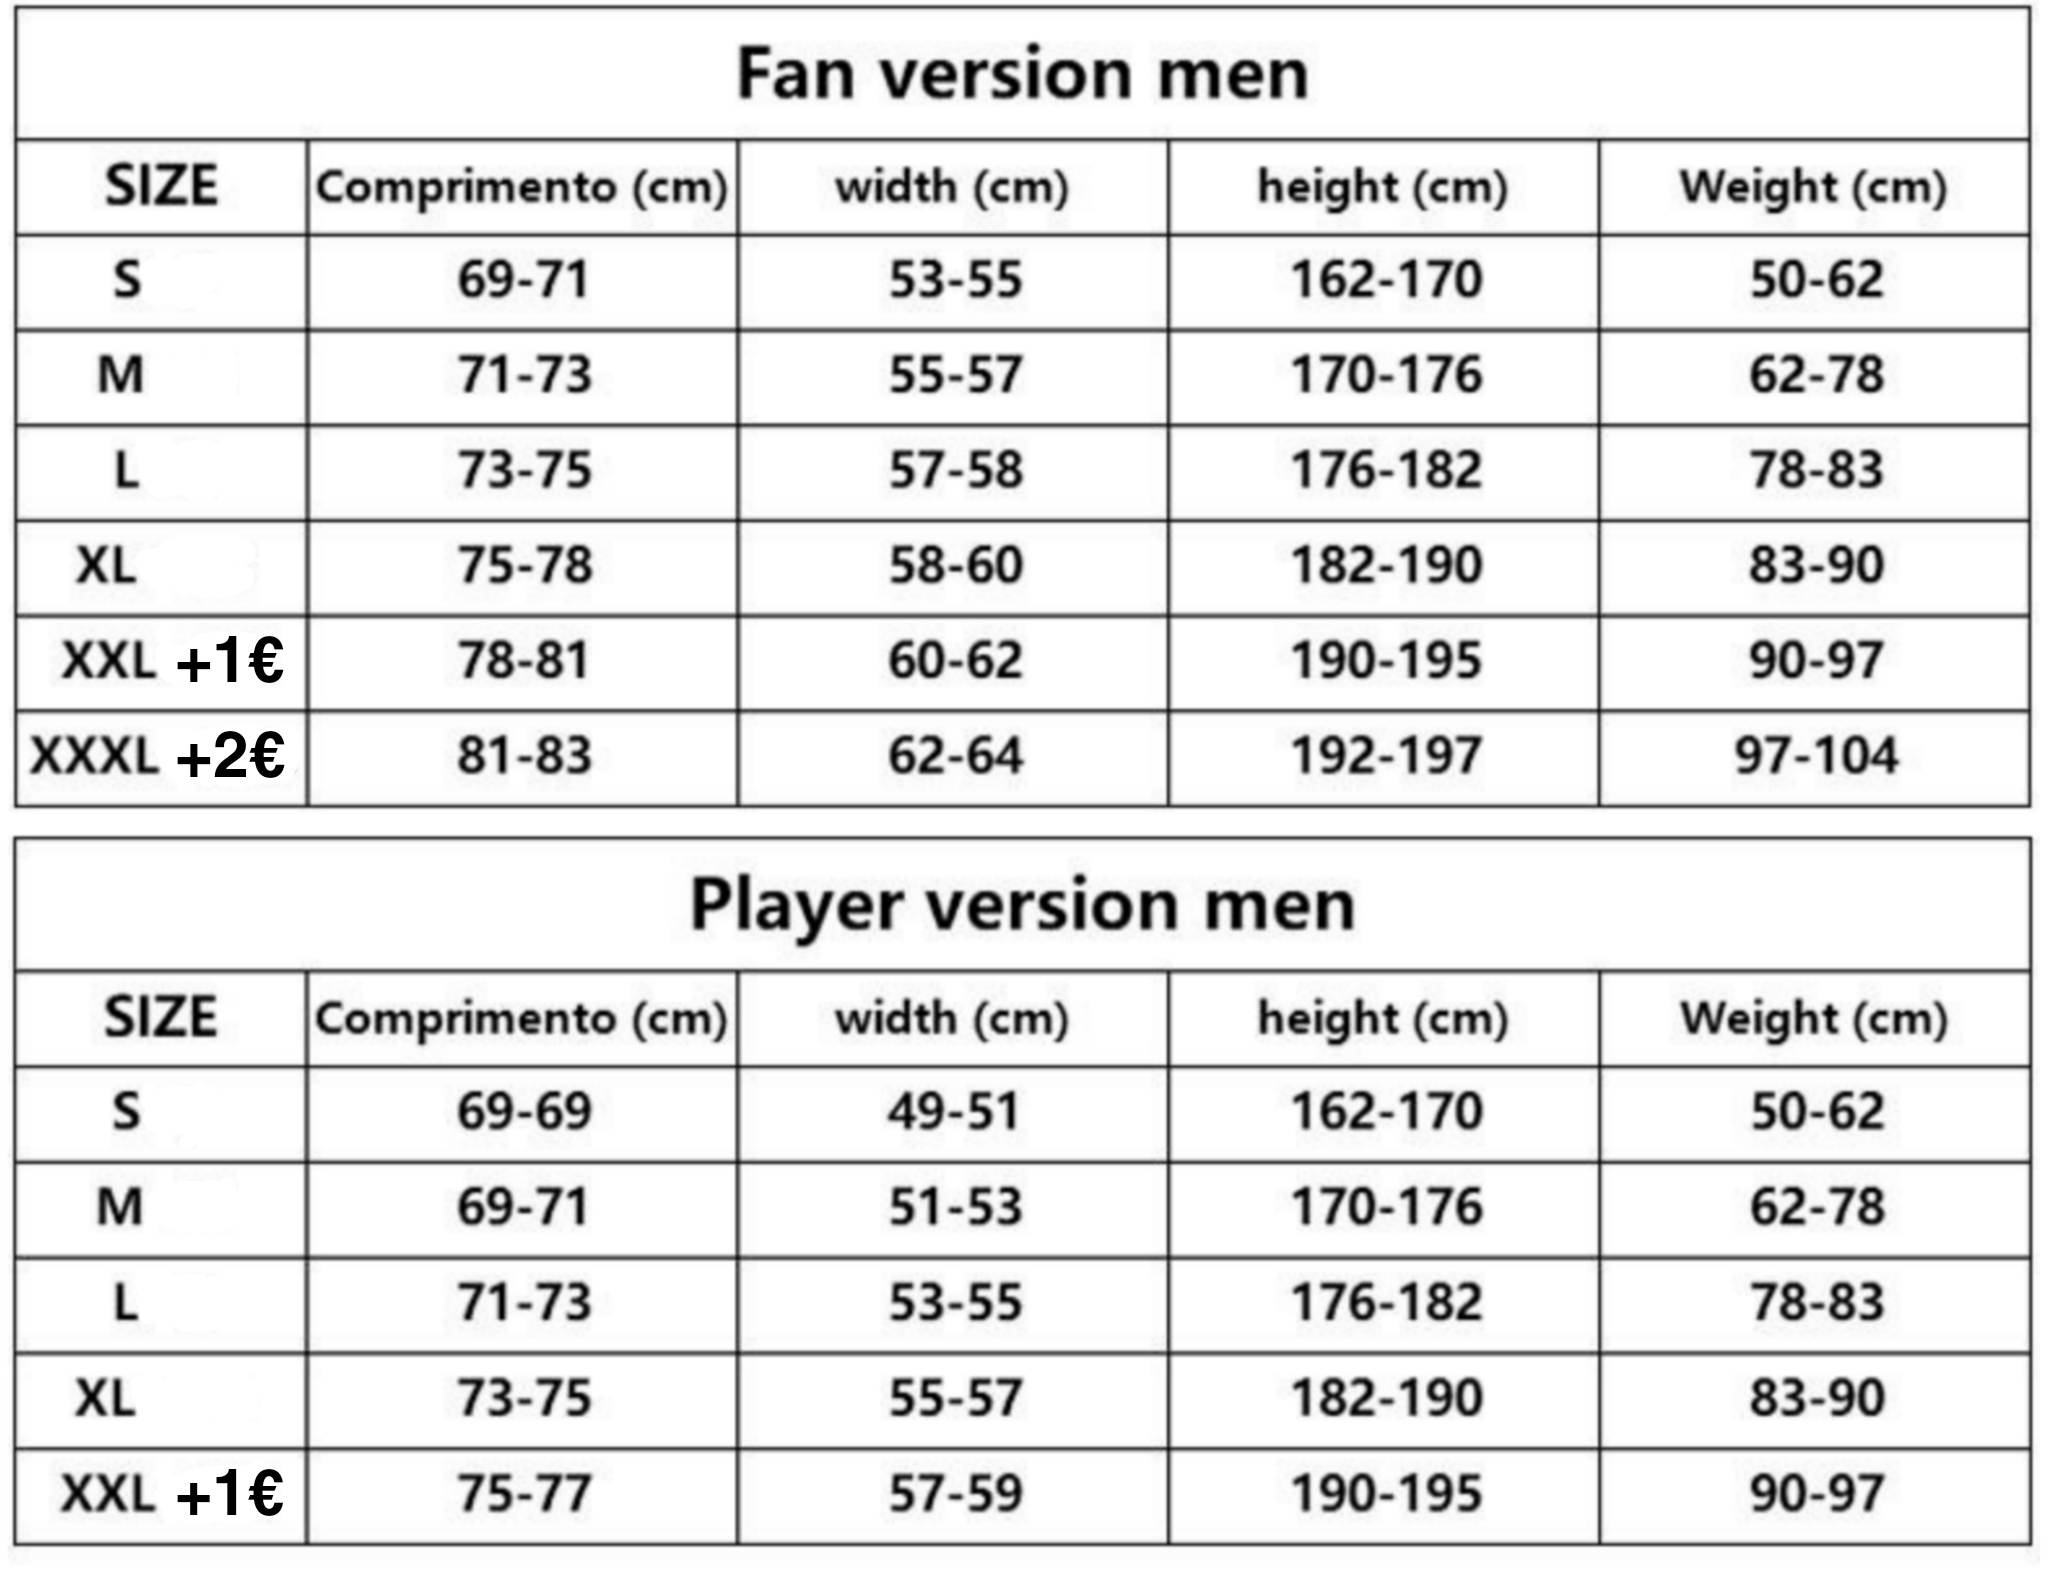 Fan version men
SIZE Comprimento (cm) width (cm) height (cm) Weight (cm)
S 69-71 53-55 162-170 50-62
M 71-73 55-57 170-176 62-78
L 73-75 57-58 176-182 78-83
XL 75-78 58-60 182-190 83-90
XXL +1€ 78-81 60-62 190-195 90-97
XXXL +2€ 81-83 62-64 192-197 97-104
Player version men
SIZE Comprimento (cm) width (cm) height (cm) Weight (cm)
S 69-69 49-51 162-170 50-62
M 69-71 51-53 170-176 62-78
L 71-73 53-55 176-182 78-83
XL 73-75 55-57 182-190 83-90
XXL +1€ 75-77 57-59 190-195 90-97